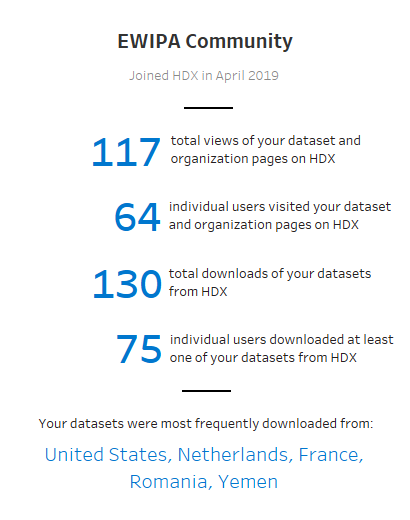 EWIPA Community
Joined HDX in April 2019
117
total views of your dataset and
organization pages on HDX
64
individual users visited your dataset
and organization pages on HDX
130
total downloads of your datasets
from HDX
75
individual users downloaded at least
one of your datasets from HDX
Your datasets were most frequently downloaded from:
United States, Netherlands, France,
Romania, Yemen